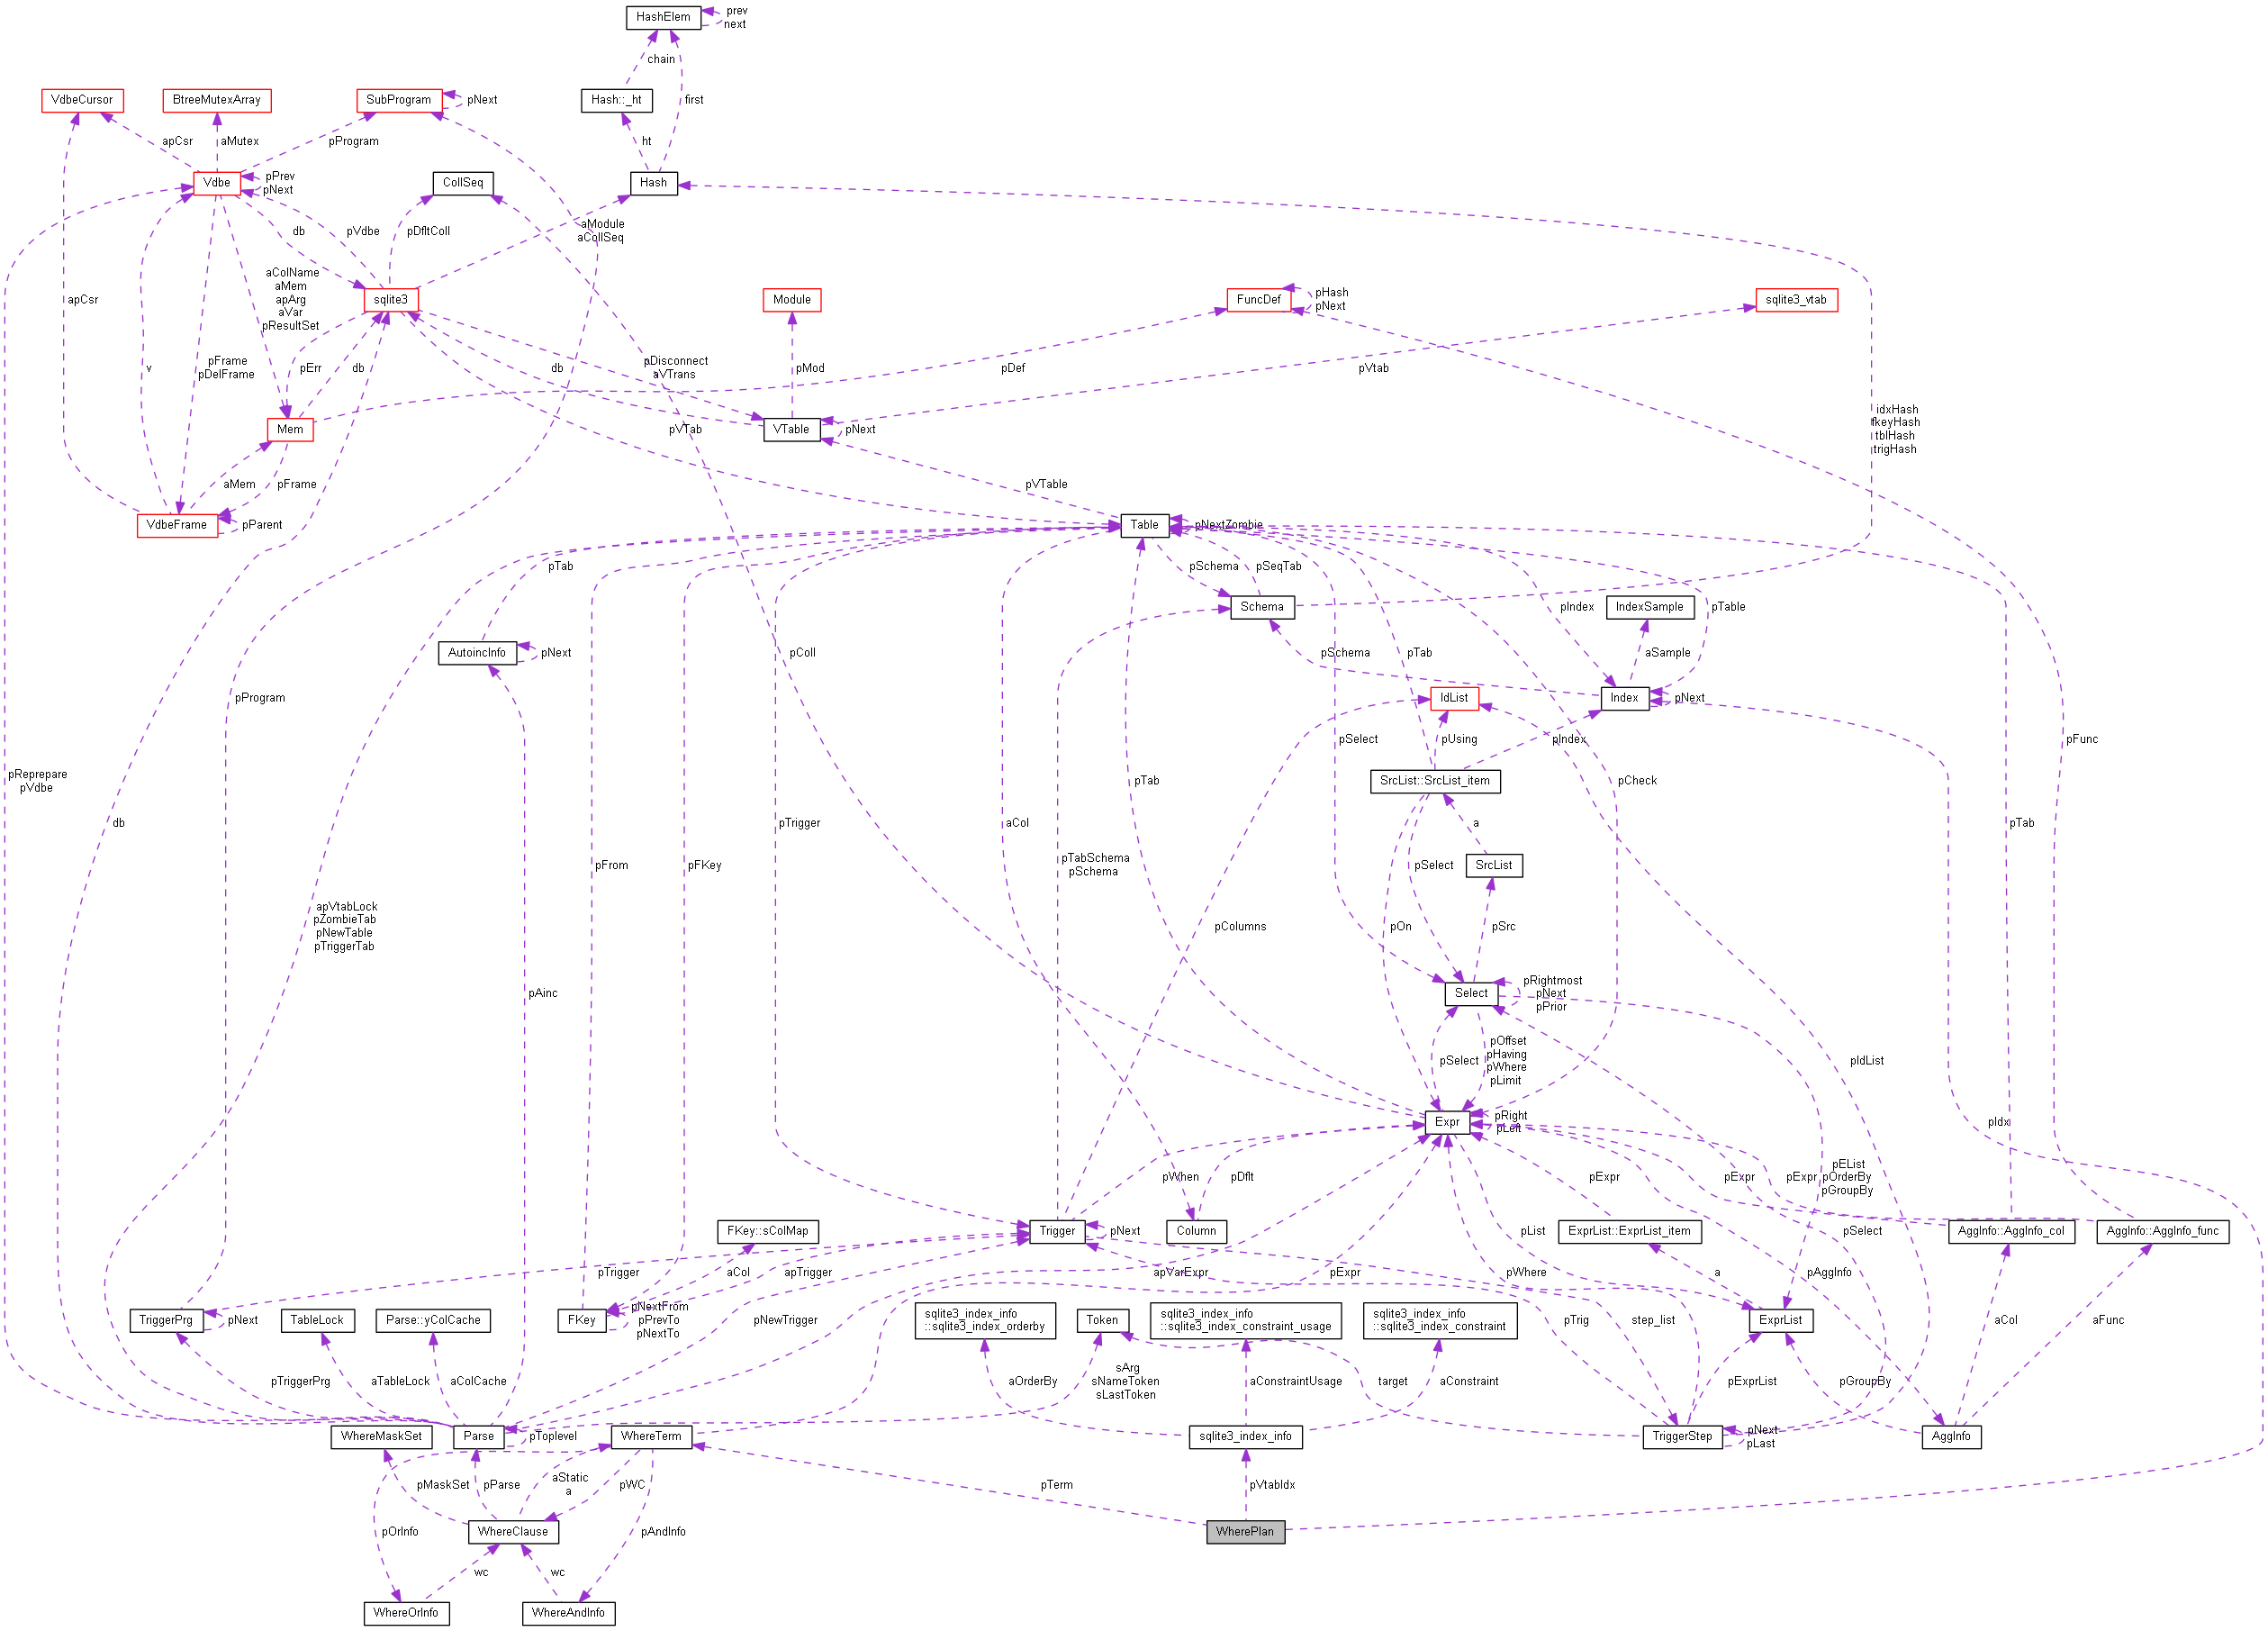 HashElem
prev
next
chain
VdbeCursor
BtreeMutexArray
SubProgram
pNext
Hash::_ht
first
apCsr
aMutex
pProgram
ht
Vdbe
pPrev
pNext
CollSeq
Hash
db
pVdbe
pDfltColl
aModule
aCollSeq
aColName
aMem
apArg
aVar
pResultSet
apCsr
sqlite3
Module
FuncDef
pHash
pNext
sqlite3_vtab
v
pFrame
pDelFrame
pErr
db
db
pDisconnect
aVTrans
pMod
pDef
pVtab
Mem
pVTab
VTable
pNext
idxHash
fkeyHash
tblHash
trigHash
aMem
pFrame
pVTable
VdbeFrame
pParent
Table
pNextZombie
pTab
pSchema
pSeqTab
Schema
pIndex
IndexSample
pTable
AutoincInfo
pNext
pColl
pTab
pSchema
aSample
pProgram
IdList
Index
pNext
pSelect
pUsing
pIndex
pFunc
pReprepare
pVdbe
SrcList::SrcList_item
pTab
pCheck
db
pTrigger
aCol
a
pTab
pFrom
pFKey
pTabSchema
pSchema
pSelect
SrcList
apVtabLock
pZombieTab
pNewTable
pTriggerTab
pColumns
pOn
pSrc
pAinc
Select
pRightmost
pNext
pPrior
pOffset
pHaving
pWhere
pLimit
pSelect
pIdList
Expr
pRight
pLeft
pIdx
pWhen
pDflt
pExpr
pExpr
pExpr
pEList
pOrderBy
pGroupBy
FKey::sColMap
Trigger
pNext
Column
pList
ExprList::ExprList_item
pSelect
AggInfo::AggInfo_col
AggInfo::AggInfo_func
pTrigger
aCol
apTrigger
apVarExpr
pExpr
pWhere
a
pAggInfo
TriggerPrg
pNext
TableLock
Parse::yColCache
pNewTrigger
FKey
pNextFrom
pPrevTo
pNextTo
sqlite3_index_info
::sqlite3_index_orderby
Token
sqlite3_index_info
::sqlite3_index_constraint_usage
sqlite3_index_info
::sqlite3_index_constraint
pTrig
step_list
ExprList
aCol
aFunc
pTriggerPrg
aTableLock
aColCache
sArg
sNameToken
sLastToken
aOrderBy
aConstraintUsage
target
aConstraint
pExprList
pGroupBy
WhereMaskSet
Parse
pToplevel
WhereTerm
sqlite3_index_info
TriggerStep
pNext
pLast
AggInfo
pMaskSet
pParse
aStatic
a
pWC
pTerm
pVtabIdx
pOrInfo
WhereClause
pAndInfo
WherePlan
wc
wc
WhereOrInfo
WhereAndInfo